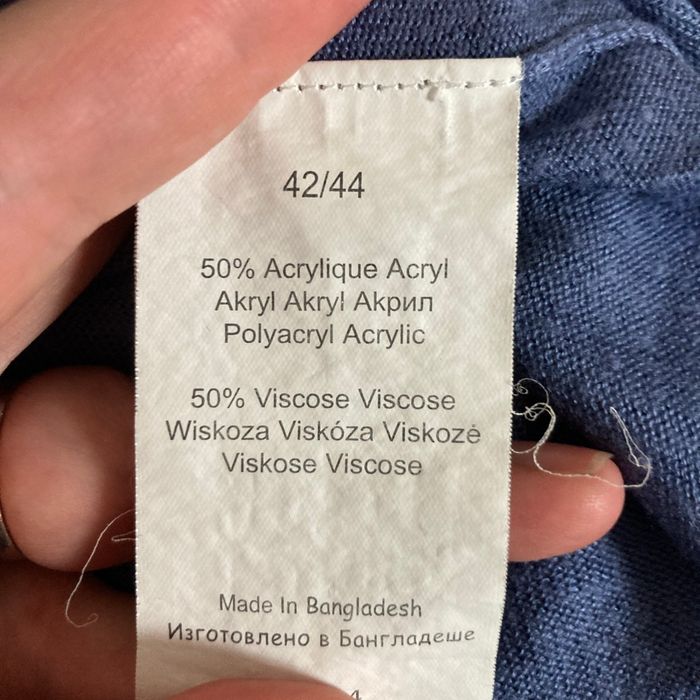 42/44
50% Acrylique Acryl
Akryl Akryl Акрил
Polyacryl Acrylic
50% Viscose Viscose
Wiskoza Viskóza Viskozė
Viskose Viscose
Made In Bangladesh
Изготовлено в Бангладеше